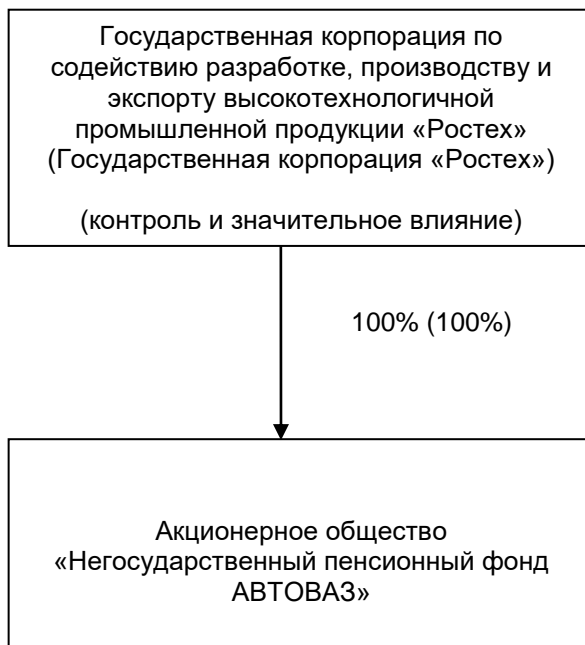 Государственная корпорация по
содействию разработке, производству и
экспорту высокотехнологичной
промышленной продукции «Ростех»
(Государственная корпорация «Ростех»)
(контроль и значительное влияние)
100% (100%)
Акционерное общество
«Негосударственный пенсионный фонд
АВТОВАЗ»